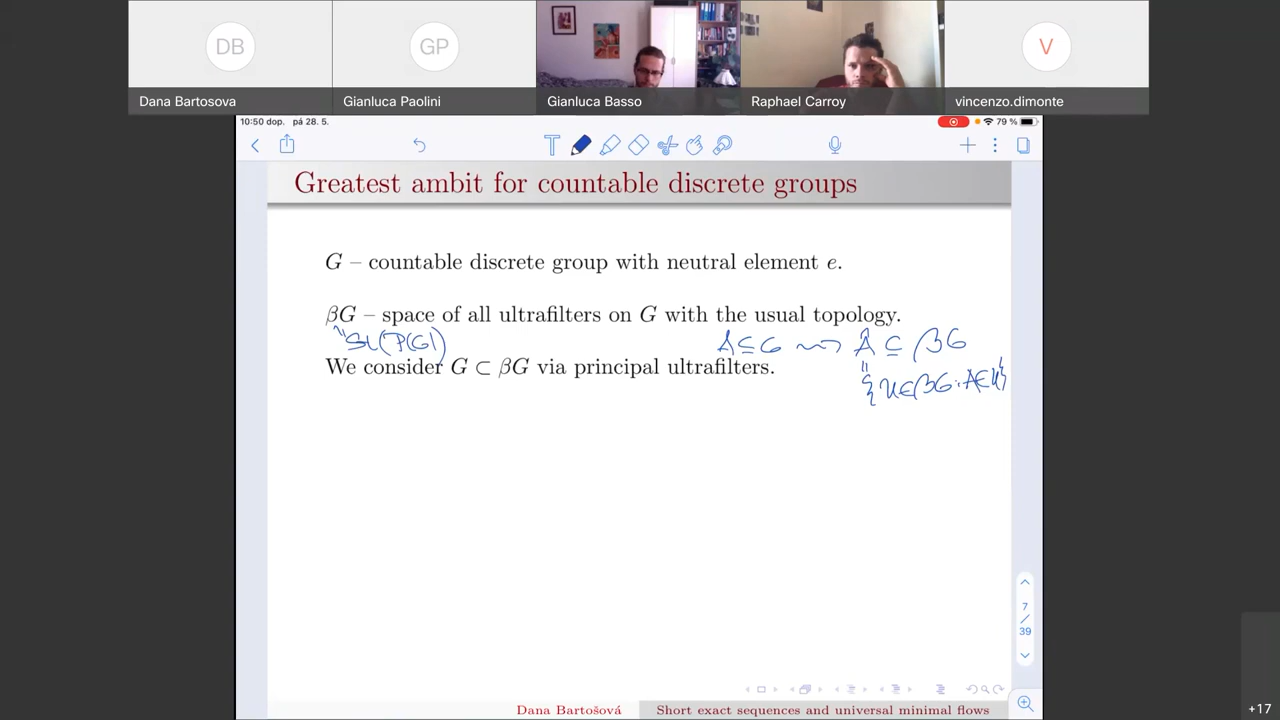 DB
GP
V
Dana Bartosova
Gianluca Paolini
Gianluca Basso
Raphael Carroy
vincenzo.dimonte
10:50 dop. pá 28. 5.
79 %
Greatest ambit for countable discrete groups
G – countable discrete group with neutral element e.
βG – space of all ultrafilters on G with the usual topology.
St(P(G)) A ⊆ G ⇝ Â ⊆ βG
We consider G ⊂ βG via principal ultrafilters.
{u ∈ βG : A ∈ u}
7
/
39
Dana Bartošová Short exact sequences and universal minimal flows
+17